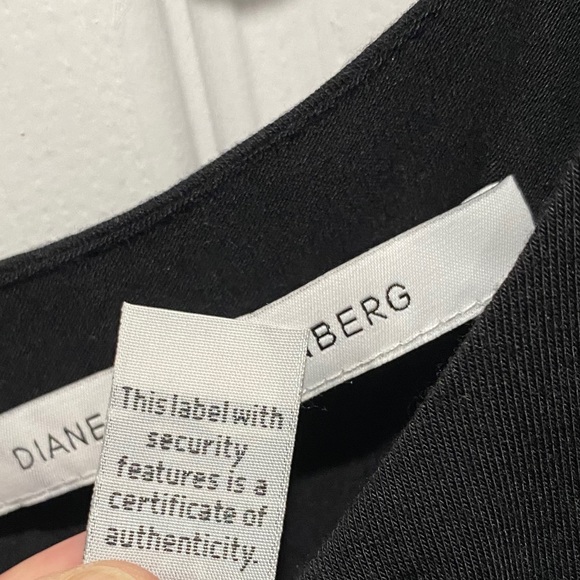 DIANE
BERG
This label with
security
features is a
certificate of
authenticity.